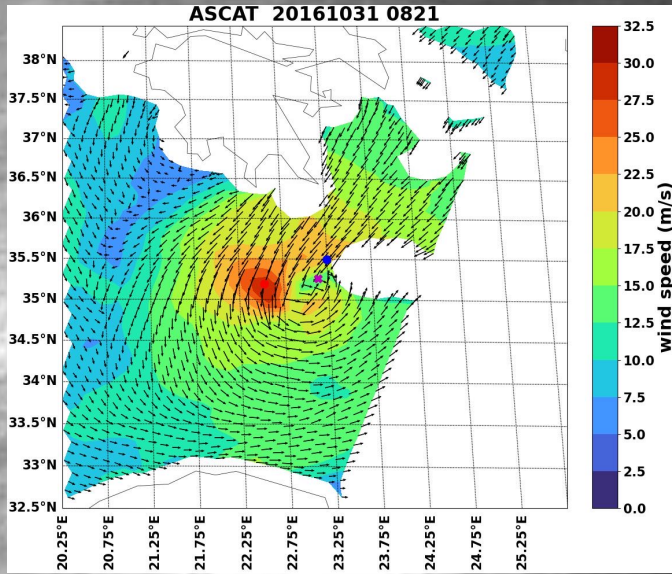 ASCAT 20161031 0821
38°N
37.5°N
37°N
36.5°N
36°N
35.5°N
35°N
34.5°N
34°N
33.5°N
33°N
32.5°N
20.25°E
20.75°E
21.25°E
21.75°E
22.25°E
22.75°E
23.25°E
23.75°E
24.25°E
24.75°E
25.25°E
32.5
30.0
27.5
25.0
22.5
20.0
17.5
15.0
12.5
10.0
7.5
5.0
2.5
0.0
wind speed (m/s)